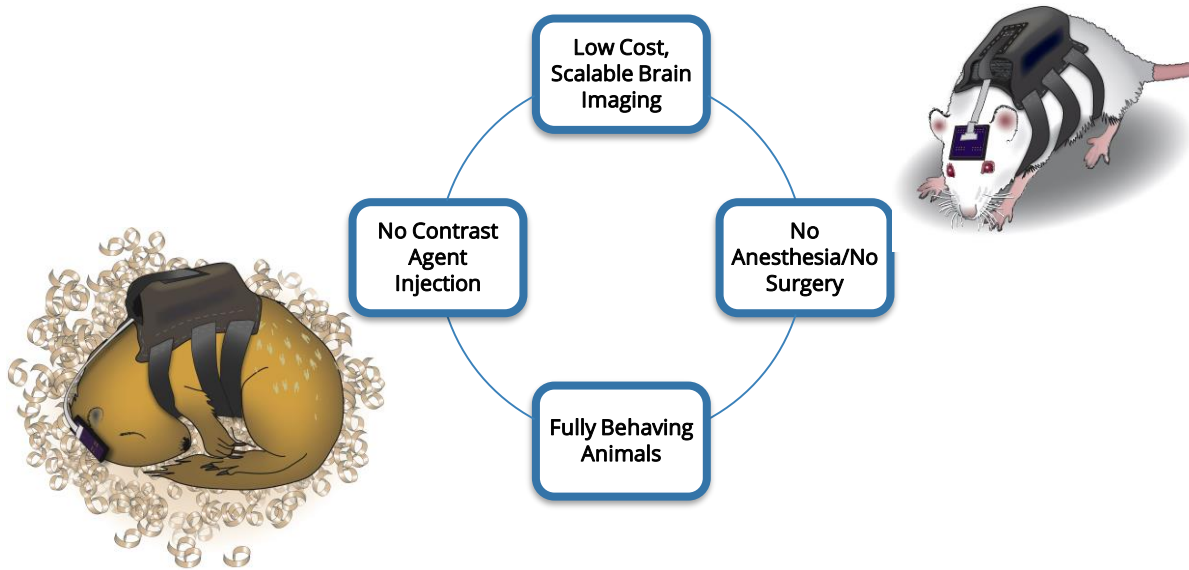 Low Cost,
Scalable Brain
Imaging
No Contrast
Agent
Injection
No
Anesthesia/No
Surgery
Fully Behaving
Animals